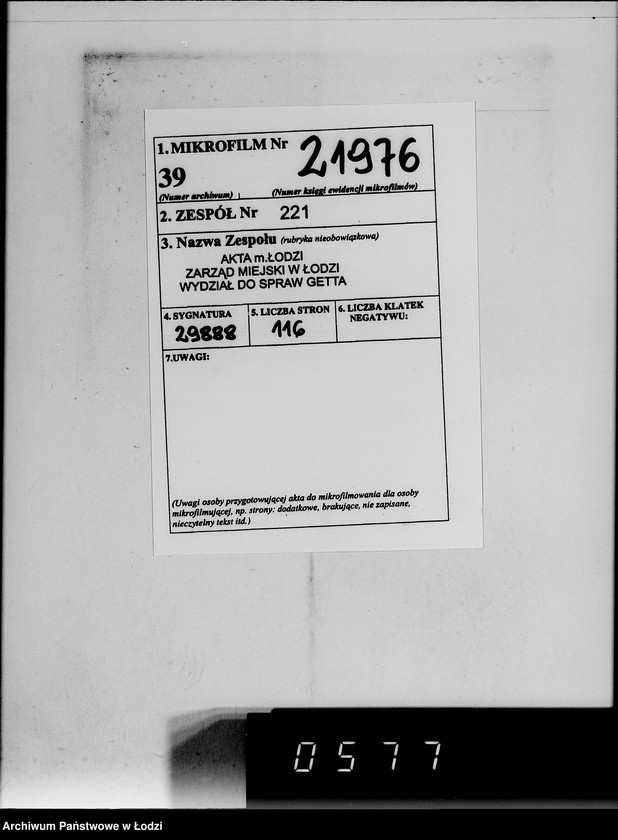 1. MIKROFILM Nr 21976
39
(Numer archiwum) (Numer księgi ewidencji mikrofilmów)
2. ZESPÓŁ Nr 221
3. Nazwa Zespołu (rubryka nieobowiązkowa)
AKTA m.ŁODZI
ZARZĄD MIEJSKI W ŁODZI
WYDZIAŁ DO SPRAW GETTA
4. SYGNATURA 5. LICZBA STRON 6. LICZBA KLATEK
NEGATYWU:
29888 116
7.UWAGI:
(Uwagi osoby przygotowującej akta do mikrofilmowania dla osoby
mikrofilmującej, np. strony: dodatkowe, brakujące, nie zapisane,
nieczytelny tekst itd.)
0577
Archiwum Państwowe w Łodzi